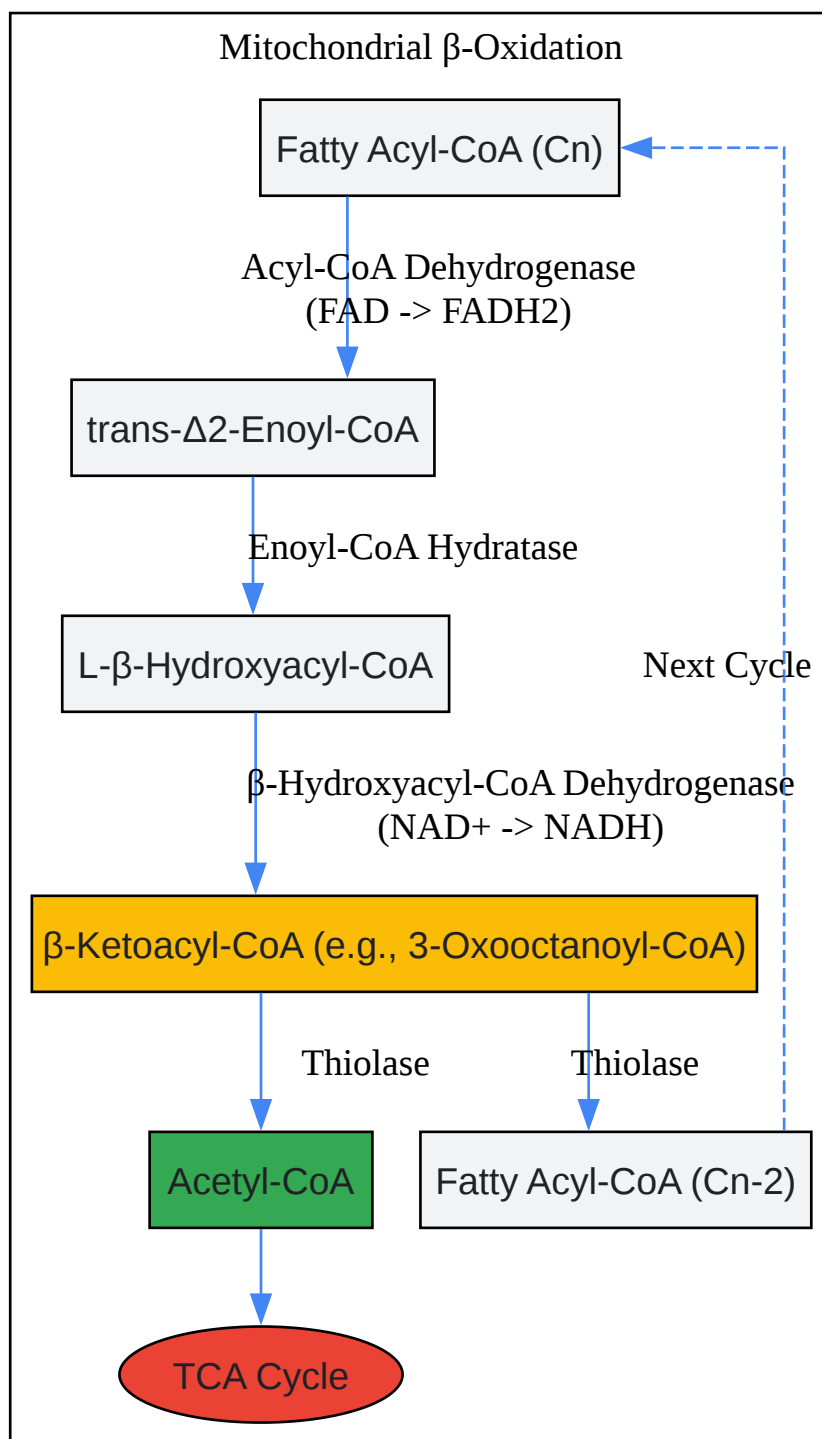 Mitochondrial β-Oxidation
Fatty Acyl-CoA (Cn)
Acyl-CoA Dehydrogenase
(FAD -> FADH2)
trans-Δ2-Enoyl-CoA
Enoyl-CoA Hydratase
L-β-Hydroxyacyl-CoA
Next Cycle
β-Hydroxyacyl-CoA Dehydrogenase
(NAD+ -> NADH)
β-Ketoacyl-CoA (e.g., 3-Oxooctanoyl-CoA)
Thiolase
Thiolase
Acetyl-CoA
Fatty Acyl-CoA (Cn-2)
TCA Cycle